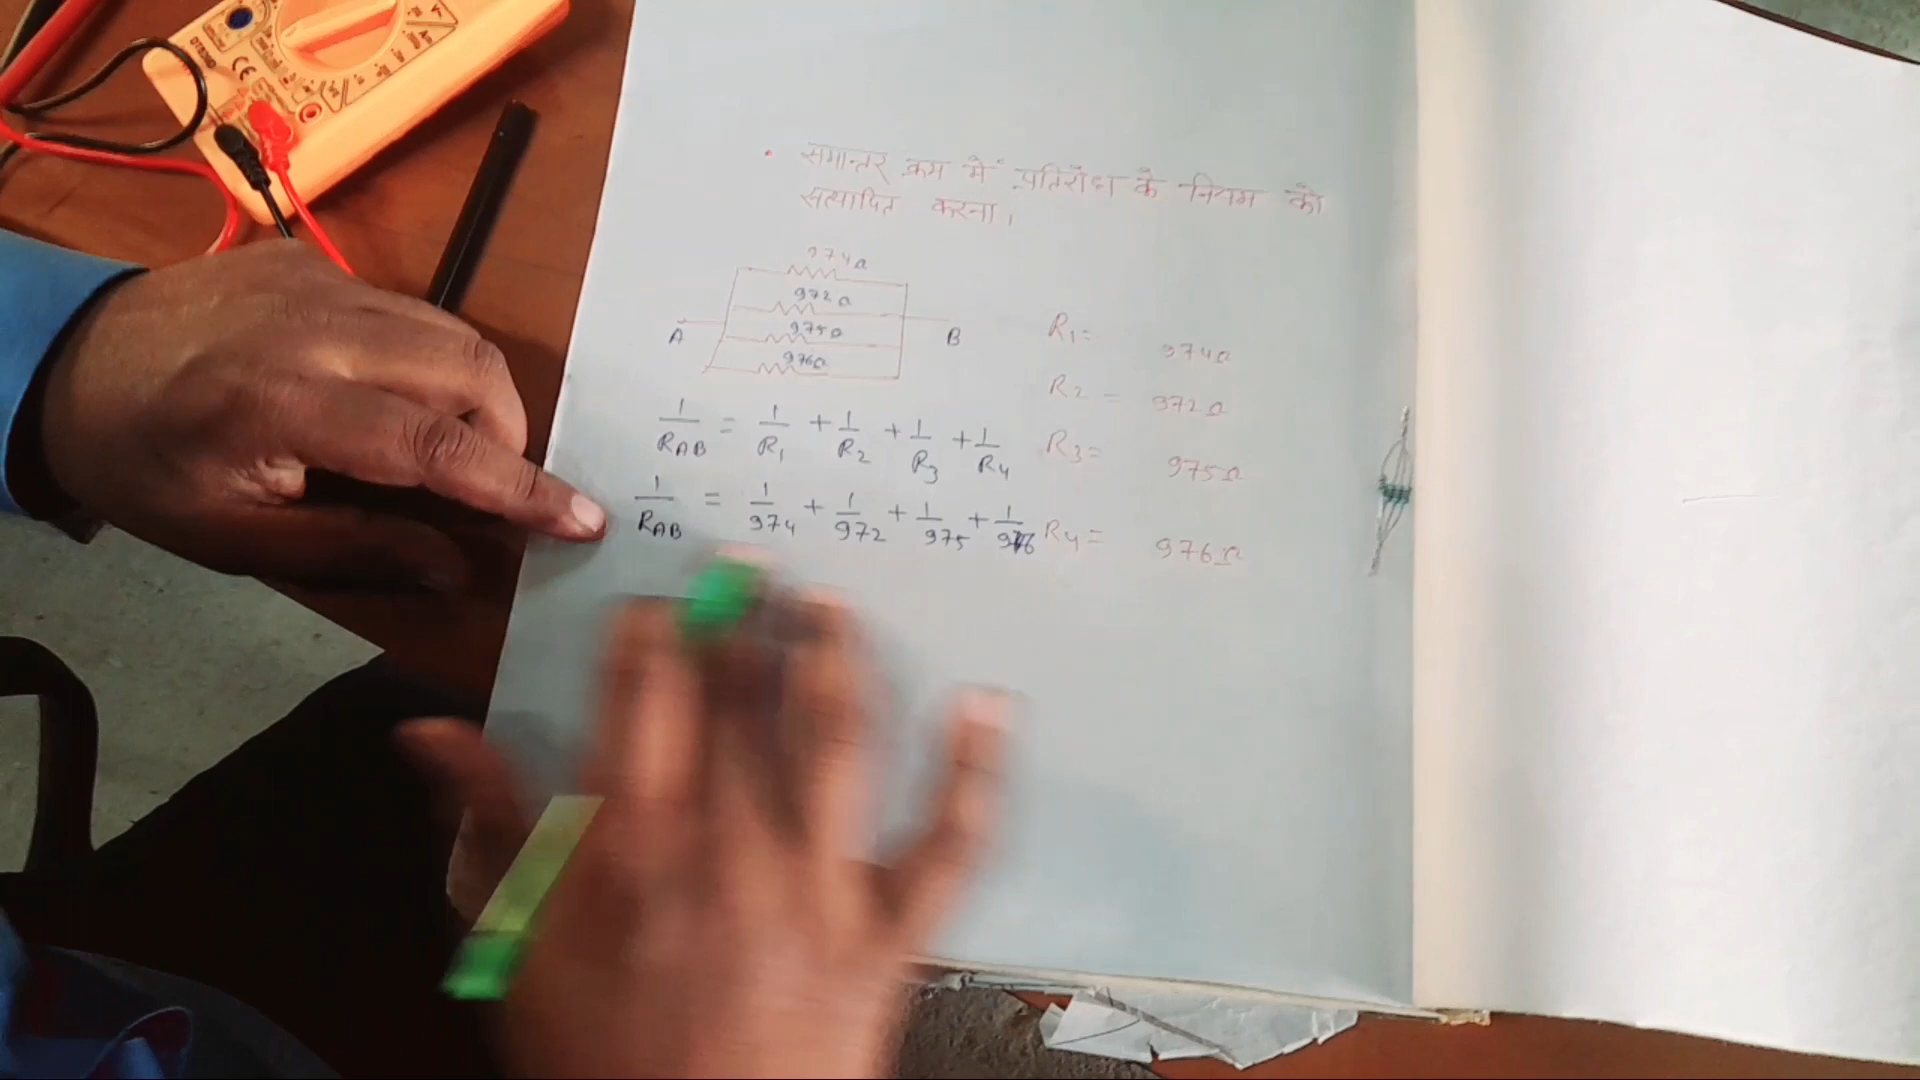 • समान्तर क्रम में प्रतिरोध के नियम को
सत्यापित करना।
974Ω
972Ω
975Ω
976Ω
A
B
R1= 974Ω
R2 = 972Ω
R3= 975Ω
R4= 976Ω
1/RAB = 1/R1 + 1/R2 + 1/R3 + 1/R4
1/RAB = 1/974 + 1/972 + 1/975 + 1/976
CE